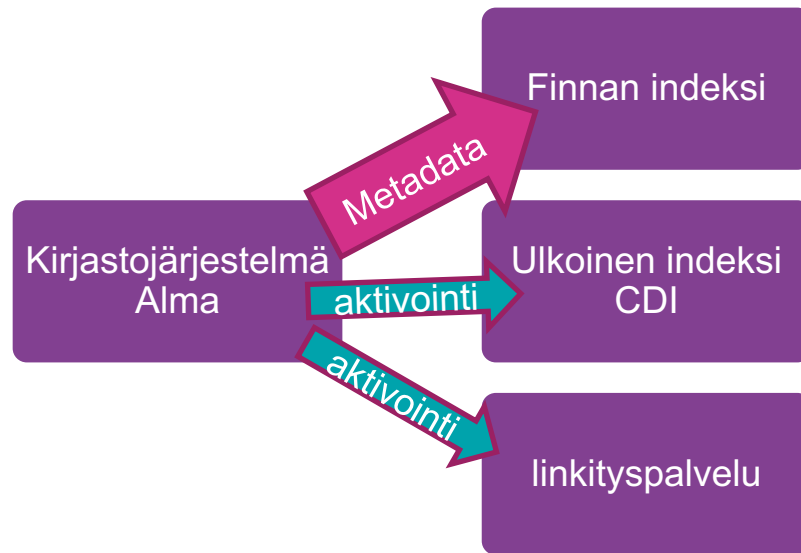 Finnan indeksi
Metadata
Kirjastojärjestelmä
Alma
aktivointi
Ulkoinen indeksi
CDI
aktivointi
linkityspalvelu